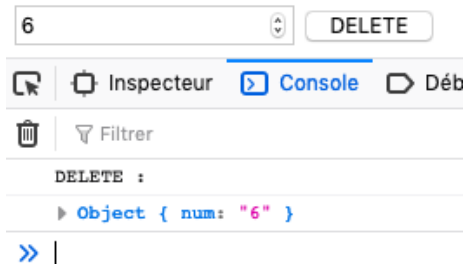 6 DELETE
Inspecteur Console Déb
Filtrer
DELETE :
Object { num: "6" }
»